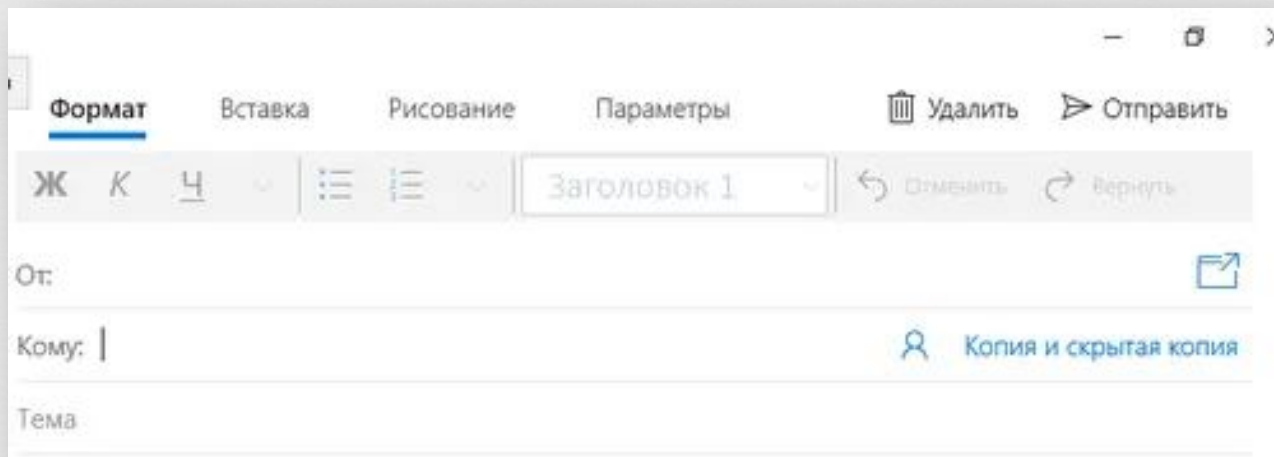 Формат Вставка Рисование Параметры Удалить Отправить
Ж К Ч Заголовок 1 Отменить Вернуть
От:
Кому: Копия и скрытая копия
Тема